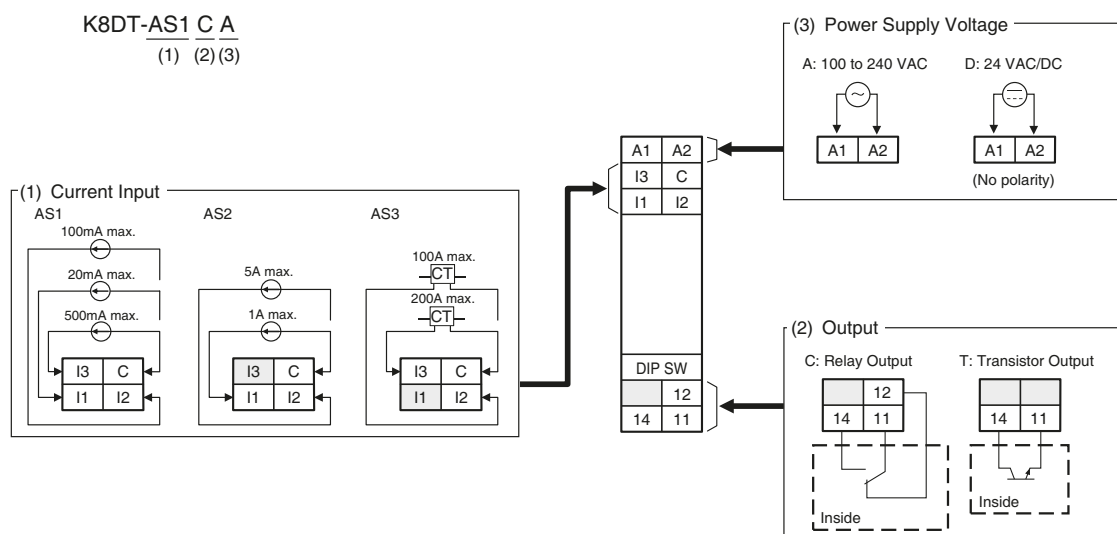 K8DT-AS1 C A
(1) (2) (3)
(1) Current Input
AS1
100mA max.
20mA max.
500mA max.
I3 C
I1 I2
AS2
5A max.
1A max.
I3 C
I1 I2
AS3
100A max.
CT
200A max.
CT
I3 C
I1 I2
A1 A2
I3 C
I1 I2
DIP SW
12
14 11
(3) Power Supply Voltage
A: 100 to 240 VAC
A1 A2
D: 24 VAC/DC
A1 A2
(No polarity)
(2) Output
C: Relay Output
12
14 11
Inside
T: Transistor Output
14 11
Inside